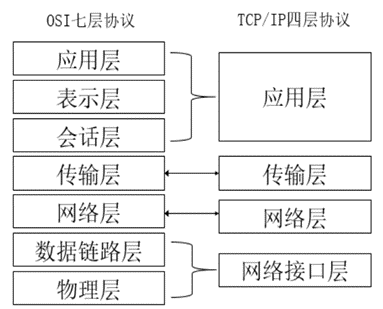 OSI七层协议
TCP/IP四层协议
应用层
表示层
会话层
传输层
网络层
数据链路层
物理层
应用层
传输层
网络层
网络接口层